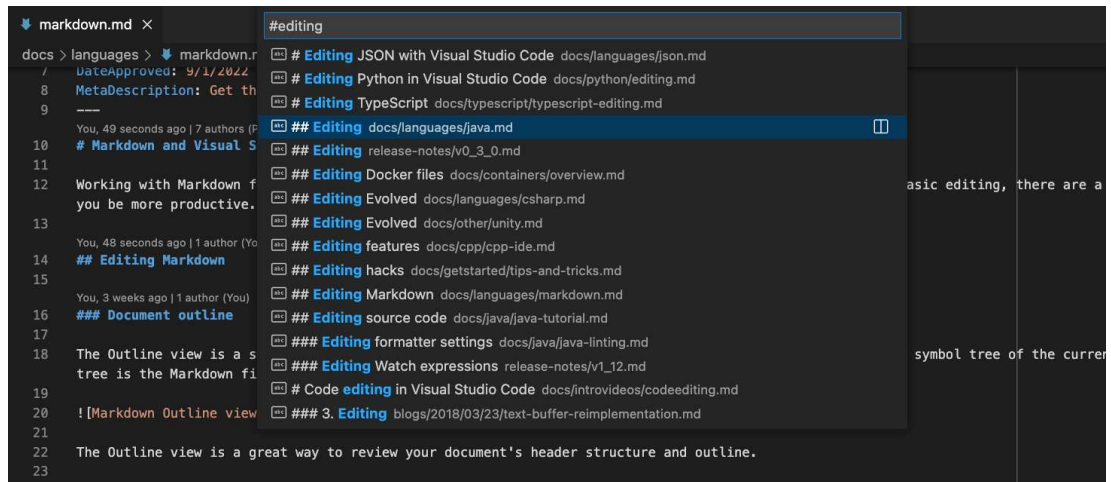 markdown.md ×
#editing
docs > languages > markdown.r
# Editing JSON with Visual Studio Code docs/languages/json.md
# Editing Python in Visual Studio Code docs/python/editing.md
# Editing TypeScript docs/typescript/typescript-editing.md
## Editing docs/languages/java.md
## Editing release-notes/v0_3_0.md
## Editing Docker files docs/containers/overview.md
## Editing Evolved docs/languages/csharp.md
## Editing Evolved docs/other/unity.md
## Editing features docs/cpp/cpp-ide.md
## Editing hacks docs/getstarted/tips-and-tricks.md
## Editing Markdown docs/languages/markdown.md
## Editing source code docs/java/java-tutorial.md
### Editing formatter settings docs/java/java-linting.md
### Editing Watch expressions release-notes/v1_12.md
# Code editing in Visual Studio Code docs/introvideos/codeediting.md
### 3. Editing blogs/2018/03/23/text-buffer-reimplementation.md
7 DateApproved: 9/1/2022
8 MetaDescription: Get th
9 ---
You, 49 seconds ago | 7 authors (P
10 # Markdown and Visual S
11
12 Working with Markdown f asic editing, there are a
you be more productive.
13
You, 48 seconds ago | 1 author (Yo
14 ## Editing Markdown
15
You, 3 weeks ago | 1 author (You)
16 ### Document outline
17
18 The Outline view is a s symbol tree of the curren
tree is the Markdown fi
19
20 ![Markdown Outline view
21
22 The Outline view is a great way to review your document's header structure and outline.
23